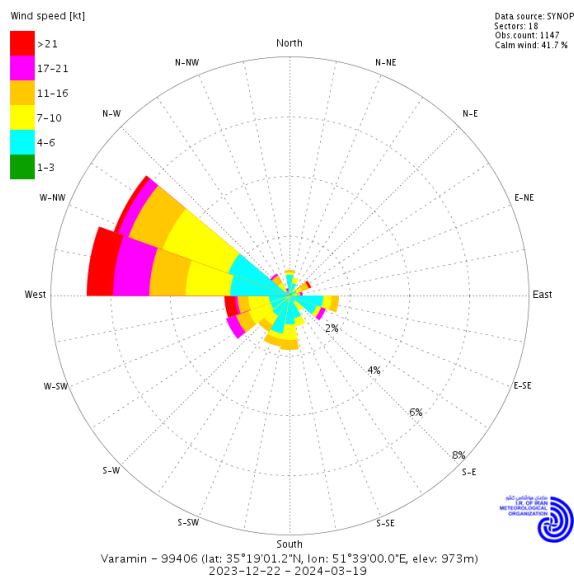 Wind speed [kt]
>21
17-21
11-16
7-10
4-6
1-3
Data source: SYNOP
Sectors: 18
Obs.count: 1147
Calm wind: 41.7 %
North
N-NW
N-NE
N-W
N-E
W-NW
E-NE
West
East
2%
4%
W-SW
E-SE
6%
8%
S-W
S-E
S-SW
S-SE
South
سازمان هواشناسی کشور
I.R. OF IRAN
METEOROLOGICAL
ORGANIZATION
Varamin - 99406 (lat: 35°19'01.2"N, lon: 51°39'00.0"E, elev: 973m)
2023-12-22 - 2024-03-19